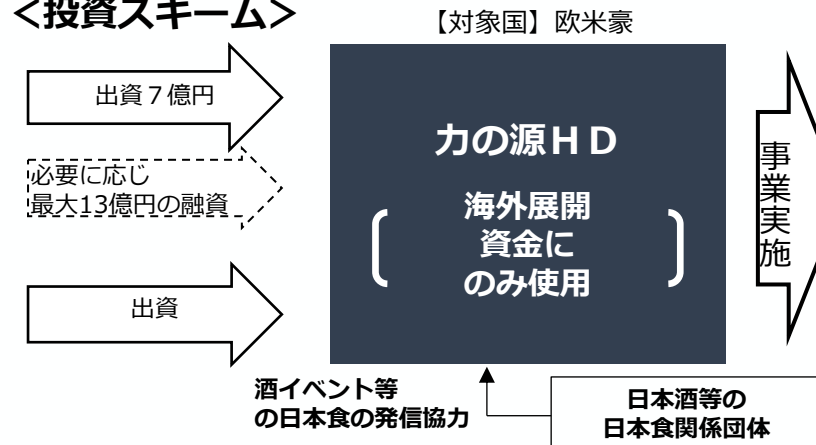 ＜投資スキーム＞
【対象国】欧米豪
出資７億円
必要に応じ
最大13億円の融資
出資
力の源ＨＤ
海外展開
資金に
のみ使用
事業実施
酒イベント等
の日本食の発信協力
日本酒等の
日本食関係団体